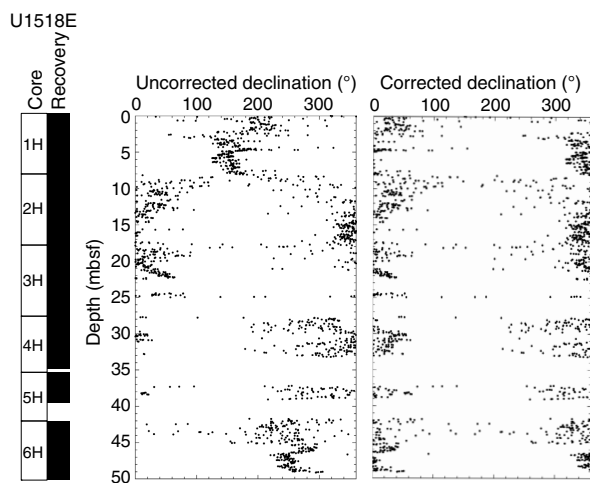 U1518E
Core
Recovery
Uncorrected declination (°)
Corrected declination (°)
0 100 200 300
0 100 200 300
Depth (mbsf)
0
5
10
15
20
25
30
35
40
45
50
1H
2H
3H
4H
5H
6H